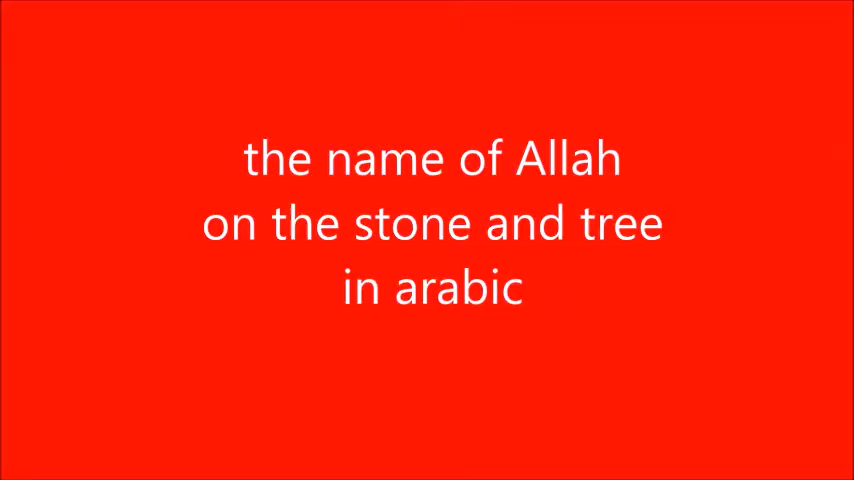 the name of Allah
on the stone and tree
in arabic